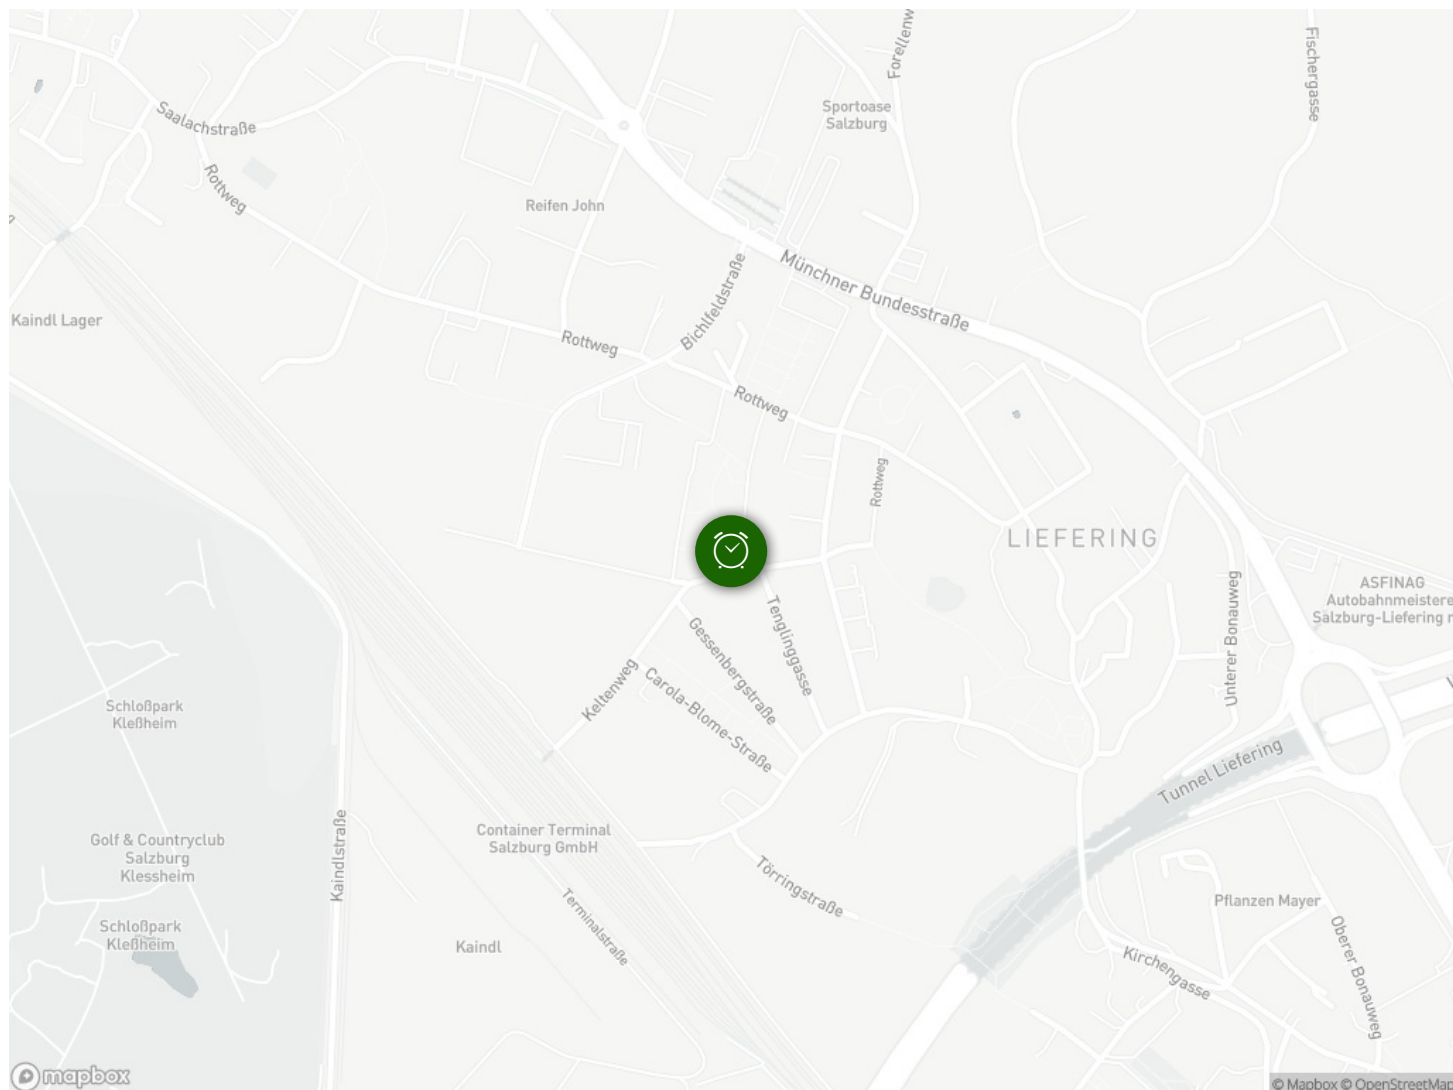 Forellenw
Fischergasse
Sportoase
Salzburg
Saalachstraße
Rottweg
Reifen John
Münchner Bundesstraße
Bichlfeldstraße
Kaindl Lager
Rottweg
Rottweg
Rottweg
LIEFERING
ASFINAG
Autobahnmeistere
Salzburg-Liefering r
Unterer Bonauweg
Tenglinggasse
Gessenbergstraße
Keltenweg
Carola-Blome-Straße
Schloßpark
Kleßheim
Tunnel Liefering
Container Terminal
Salzburg GmbH
Golf & Countryclub
Salzburg
Klessheim
Kaindlstraße
Törringstraße
Terminalstraße
Pflanzen Mayer
Schloßpark
Kleßheim
Kaindl
Oberer Bonauweg
Kirchengasse
mapbox
© Mapbox © OpenStreetMap